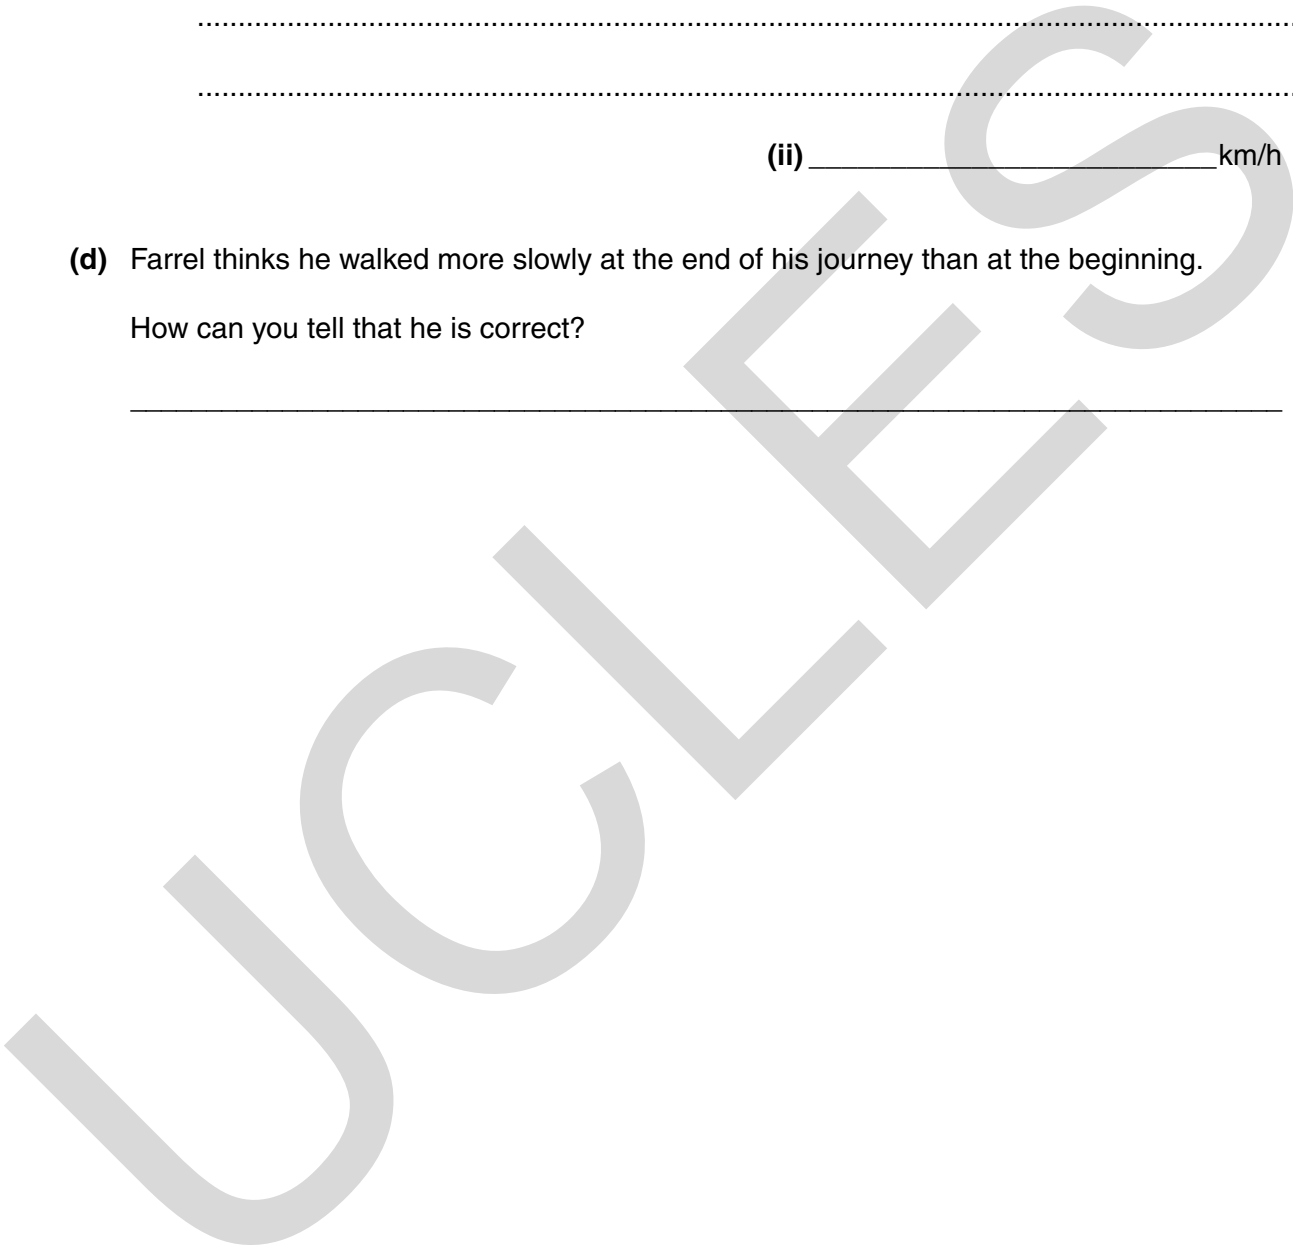 (ii) ________________________ km/h
(d) Farrel thinks he walked more slowly at the end of his journey than at the beginning.
How can you tell that he is correct?
UCLES